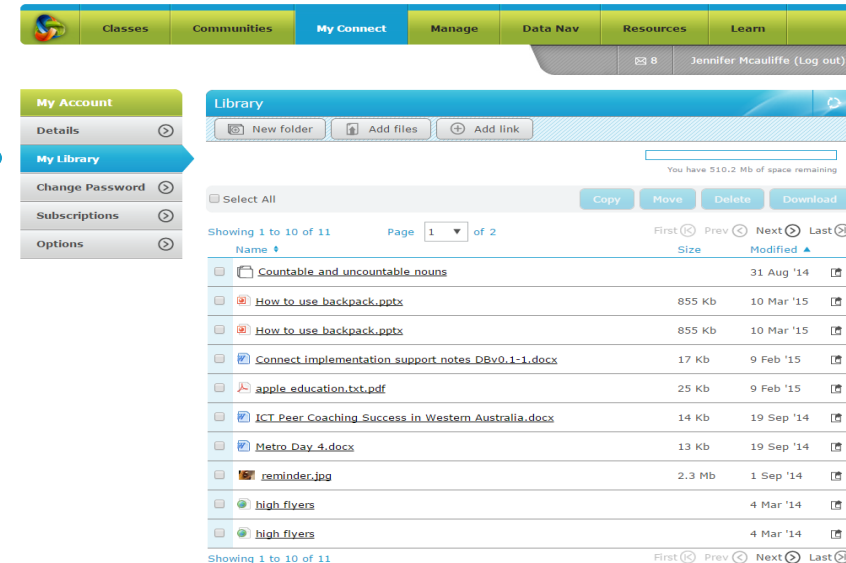 Classes Communities My Connect Manage Data Nav Resources Learn
8 Jennifer Mcauliffe (Log out)
My Account
Details
My Library
Change Password
Subscriptions
Options
Library
New folder Add files Add link
You have 510.2 Mb of space remaining
Select All Copy Move Delete Download
Showing 1 to 10 of 11 Page 1 of 2 First Prev Next Last
Name Size Modified
Countable and uncountable nouns 31 Aug '14
How to use backpack.pptx 855 Kb 10 Mar '15
How to use backpack.pptx 855 Kb 10 Mar '15
Connect implementation support notes DBv0.1-1.docx 17 Kb 9 Feb '15
apple education.txt.pdf 25 Kb 9 Feb '15
ICT Peer Coaching Success in Western Australia.docx 14 Kb 19 Sep '14
Metro Day 4.docx 13 Kb 19 Sep '14
reminder.jpg 2.3 Mb 1 Sep '14
high flyers 4 Mar '14
high flyers 4 Mar '14
Showing 1 to 10 of 11 First Prev Next Last